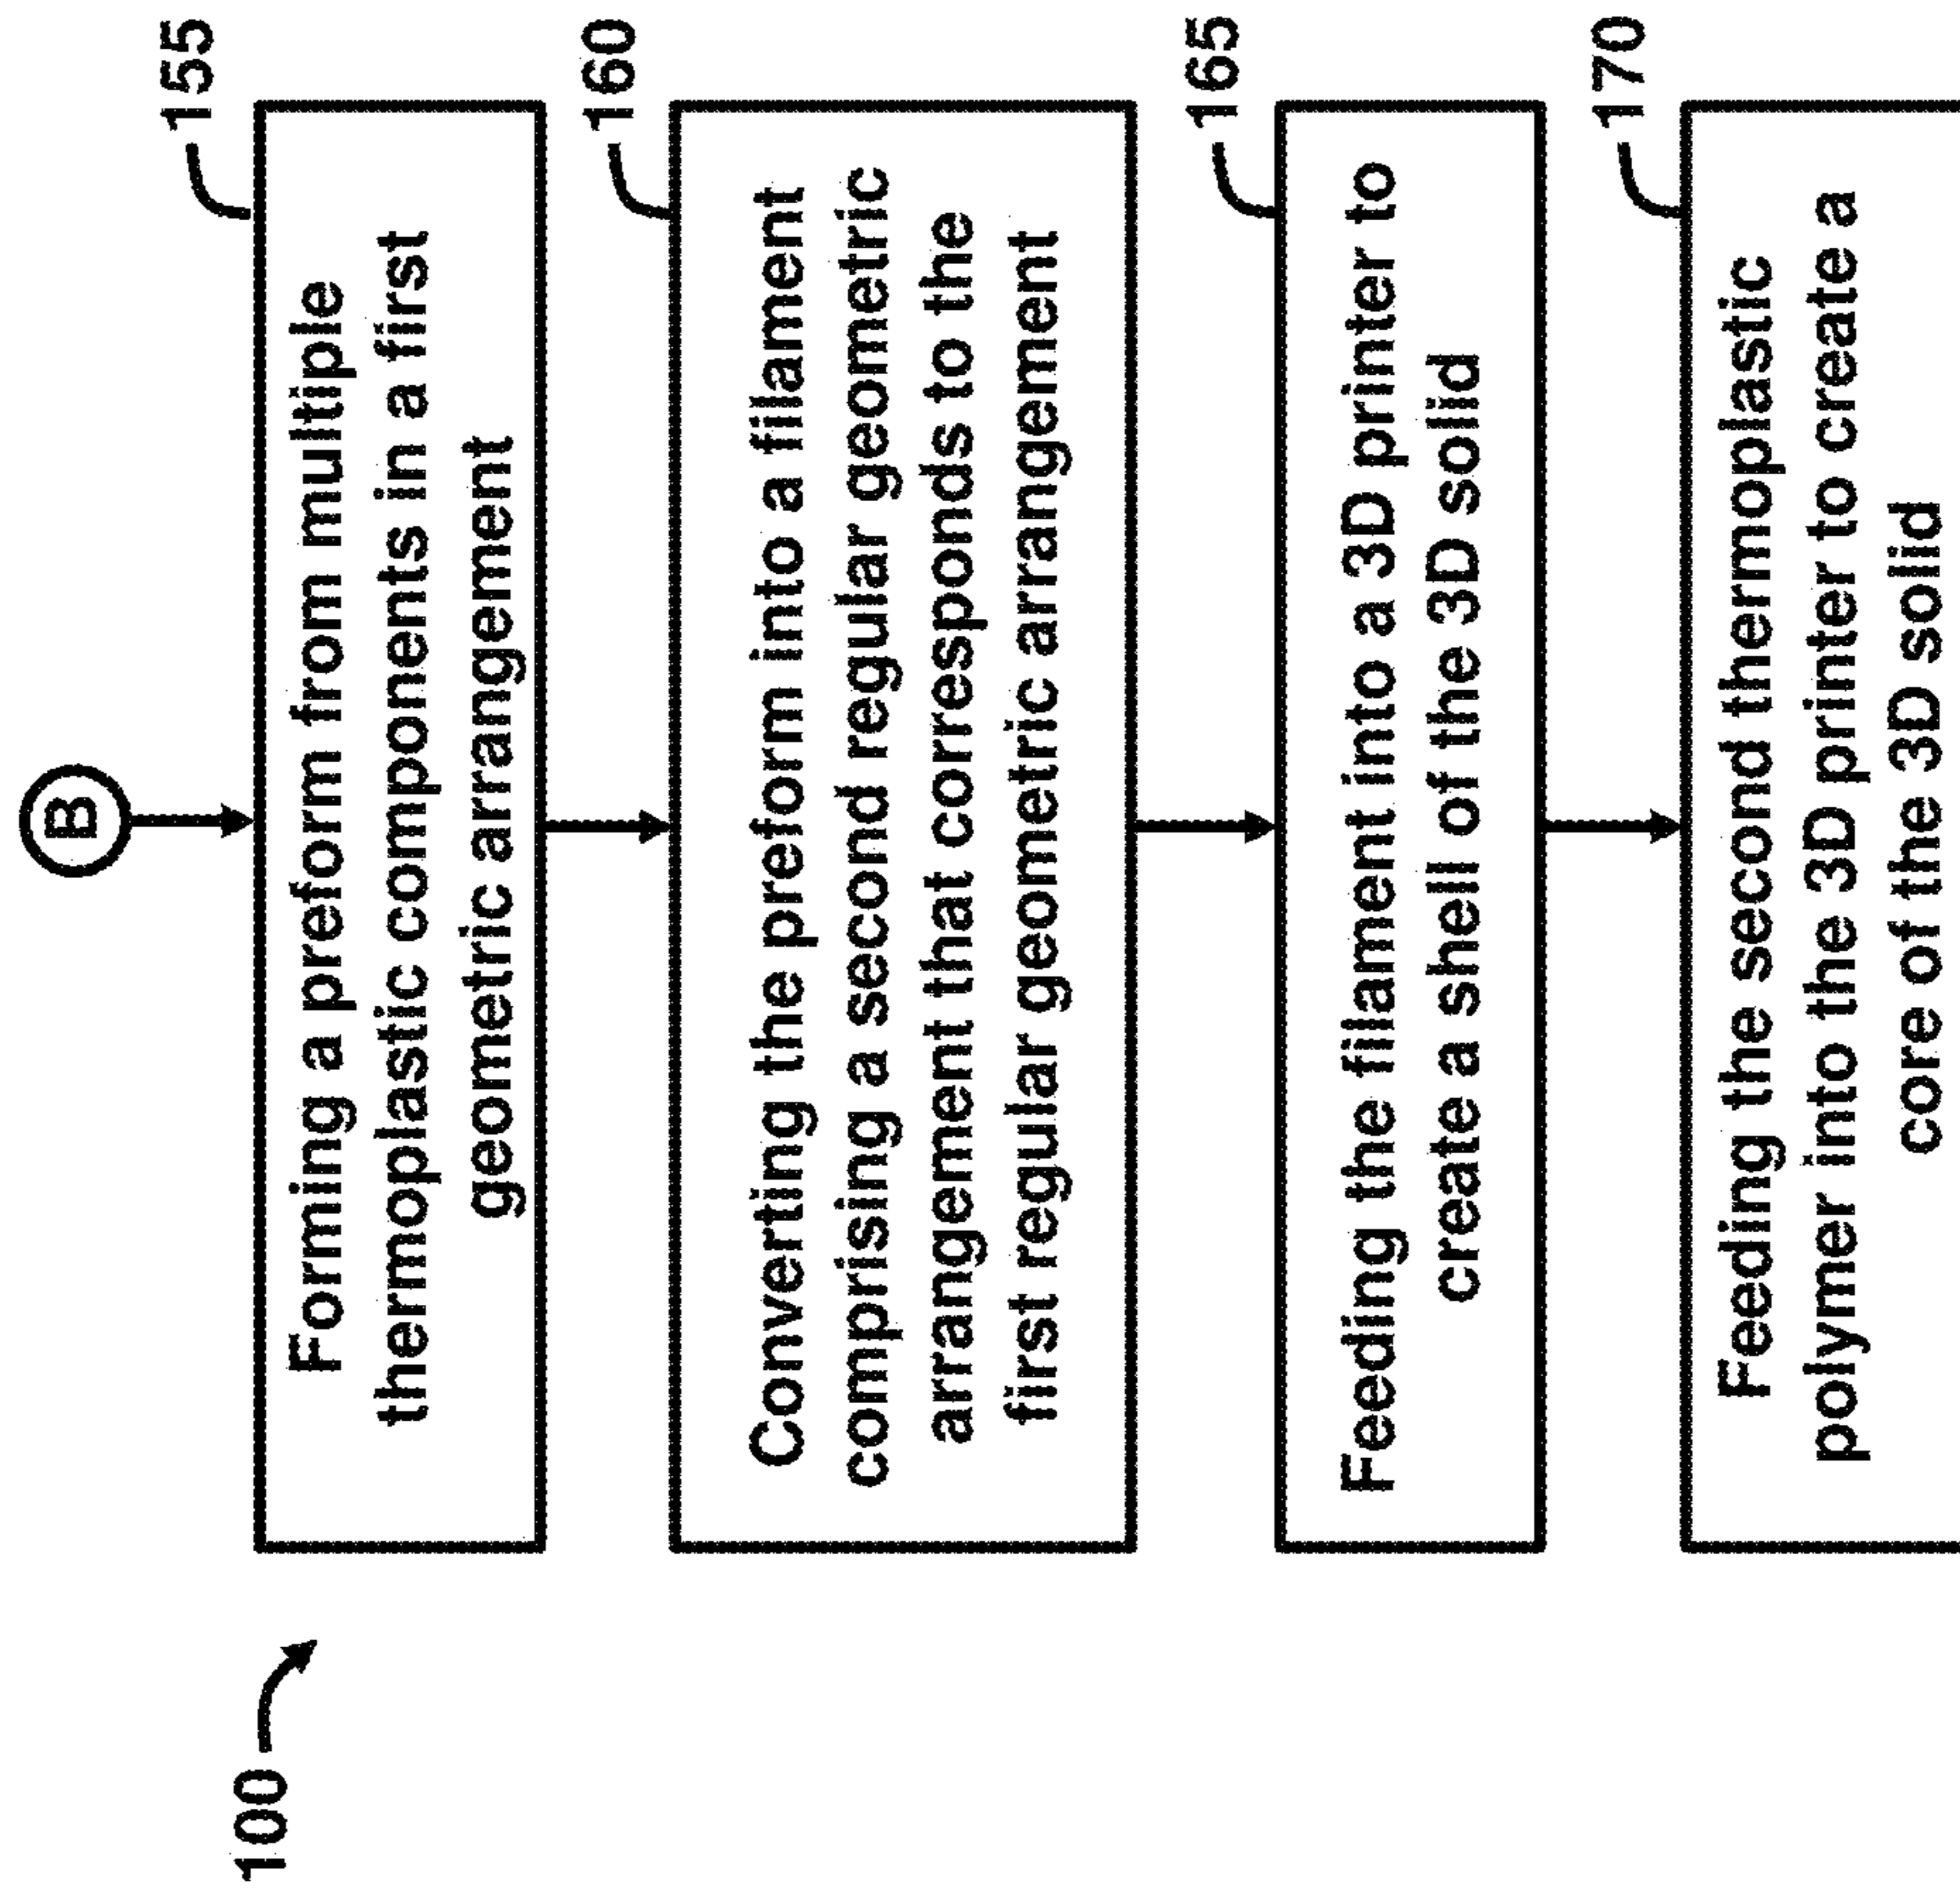 B
100
155
Forming a preform from multiple
thermoplastic components in a first
geometric arrangement
160
Converting the preform into a filament
comprising a second regular geometric
arrangement that corresponds to the
first regular geometric arrangement
165
Feeding the filament into a 3D printer to
create a shell of the 3D solid
170
Feeding the second thermoplastic
polymer into the 3D printer to create a
core of the 3D solid